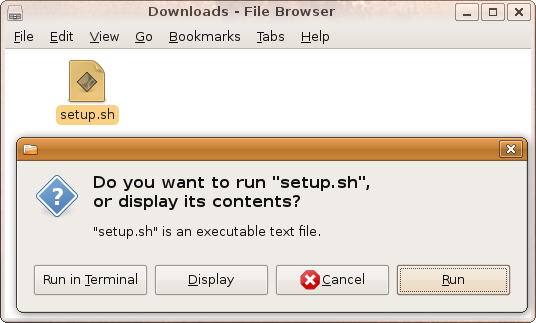 Downloads - File Browser
File Edit View Go Bookmarks Tabs Help
setup.sh
Do you want to run "setup.sh",
or display its contents?
"setup.sh" is an executable text file.
Run in Terminal Display Cancel Run